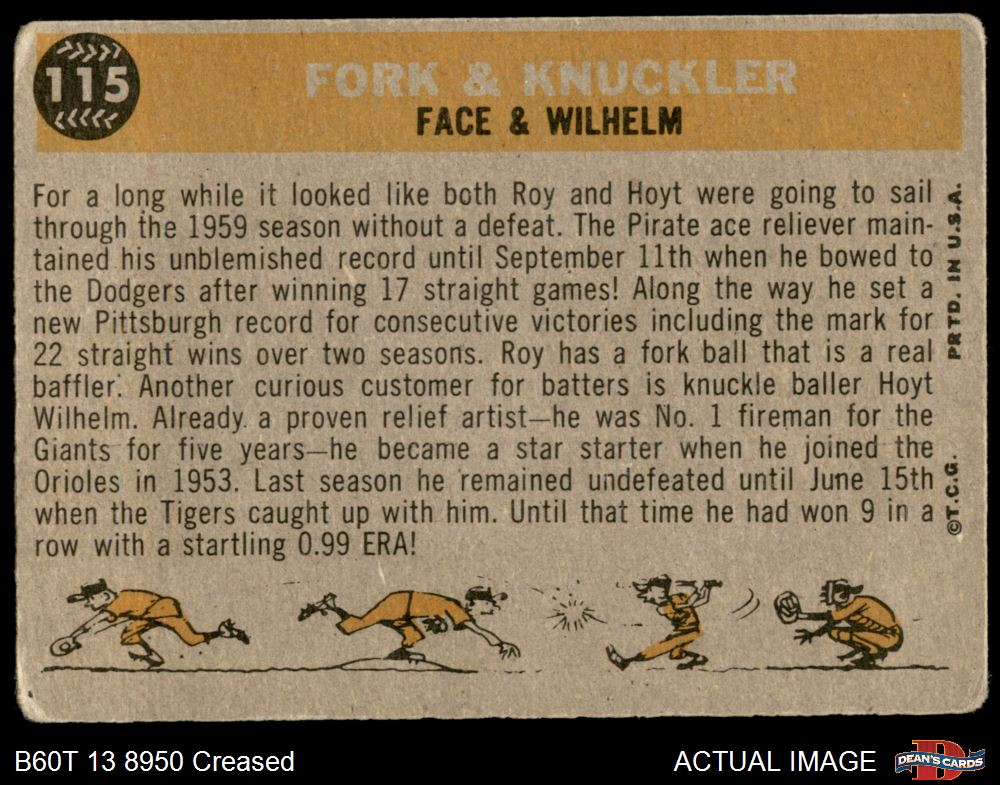 115
FORK & KNUCKLER
FACE & WILHELM
For a long while it looked like both Roy and Hoyt were going to sail
through the 1959 season without a defeat. The Pirate ace reliever main-
tained his unblemished record until September 11th when he bowed to
the Dodgers after winning 17 straight games! Along the way he set a
new Pittsburgh record for consecutive victories including the mark for
22 straight wins over two seasons. Roy has a fork ball that is a real
baffler. Another curious customer for batters is knuckle baller Hoyt
Wilhelm. Already a proven relief artist—he was No. 1 fireman for the
Giants for five years—he became a star starter when he joined the
Orioles in 1953. Last season he remained undefeated until June 15th
when the Tigers caught up with him. Until that time he had won 9 in a
row with a startling 0.99 ERA!
©T.C.G. PRTD. IN U.S.A.
B60T 13 8950 Creased
ACTUAL IMAGE
DEAN'S CARDS